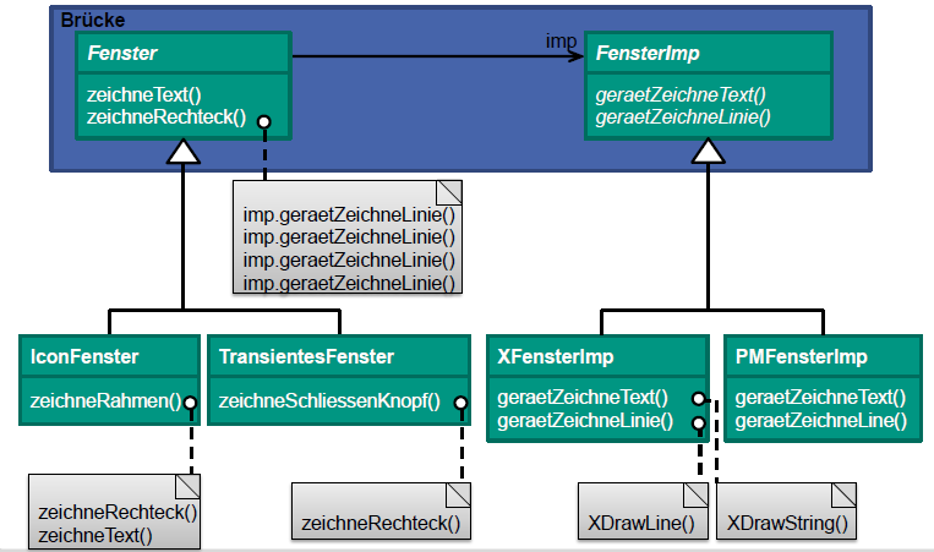 Brücke
Fenster
zeichneText()
zeichneRechteck()
imp
FensterImp
geraetZeichneText()
geraetZeichneLinie()
imp.geraetZeichneLinie()
imp.geraetZeichneLinie()
imp.geraetZeichneLinie()
imp.geraetZeichneLinie()
IconFenster
zeichneRahmen()
TransientesFenster
zeichneSchliessenKnopf()
XFensterImp
geraetZeichneText()
geraetZeichneLinie()
PMFensterImp
geraetZeichneText()
geraetZeichneLine()
zeichneRechteck()
zeichneText()
zeichneRechteck()
XDrawLine()
XDrawString()